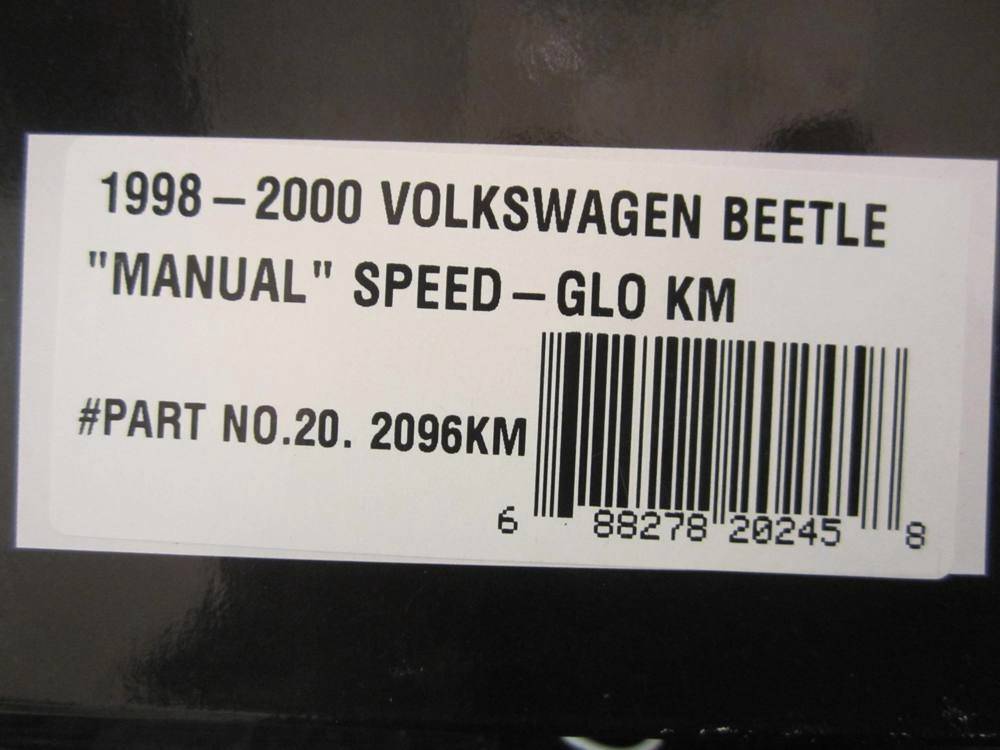 1998 – 2000 VOLKSWAGEN BEETLE
"MANUAL" SPEED – GLO KM
#PART NO.20. 2096KM
6 88278 20245 8